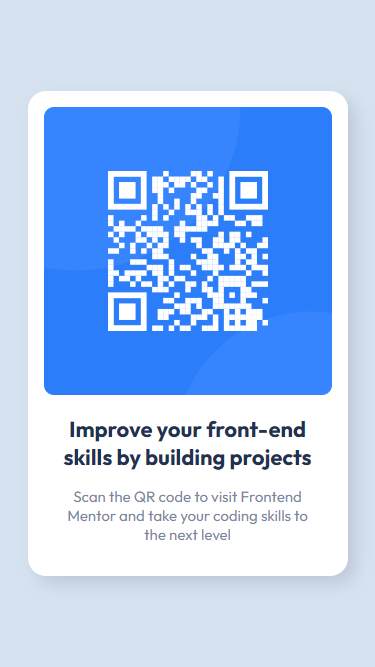 Improve your front-end
skills by building projects
Scan the QR code to visit Frontend
Mentor and take your coding skills to
the next level